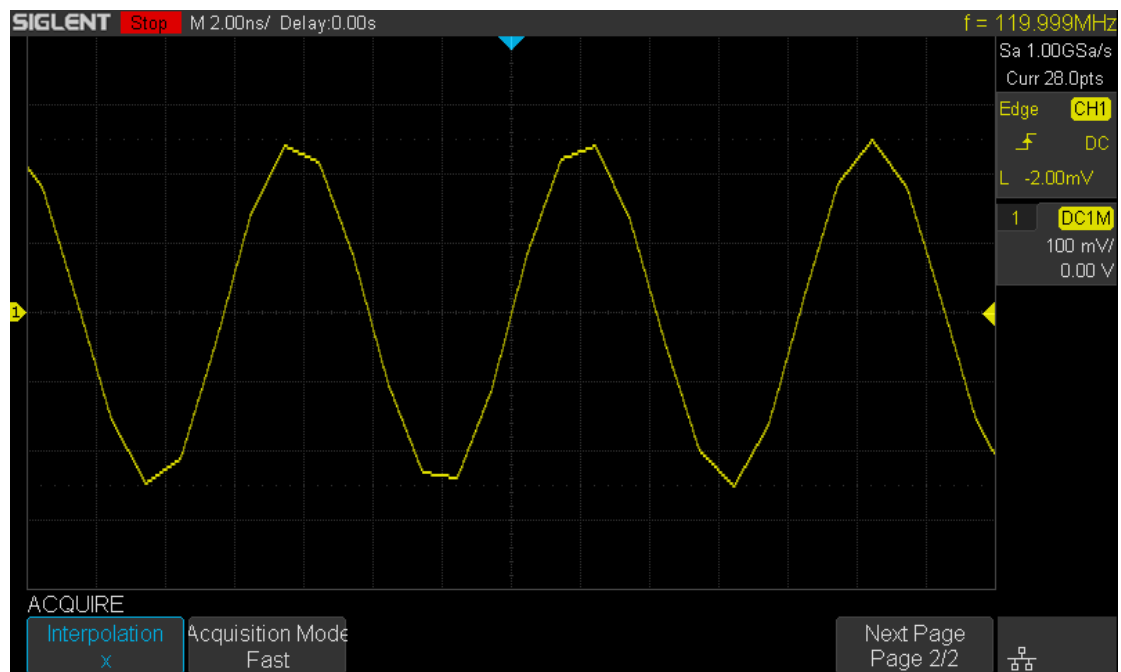 SIGLENT Stop M 2.00ns/ Delay:0.00s f = 119.999MHz
Sa 1.00GSa/s
Curr 28.0pts
Edge CH1
DC
L -2.00mV
1 DC1M
100 mV/
0.00 V
1
ACQUIRE
Interpolation
x
Acquisition Mode
Fast
Next Page
Page 2/2